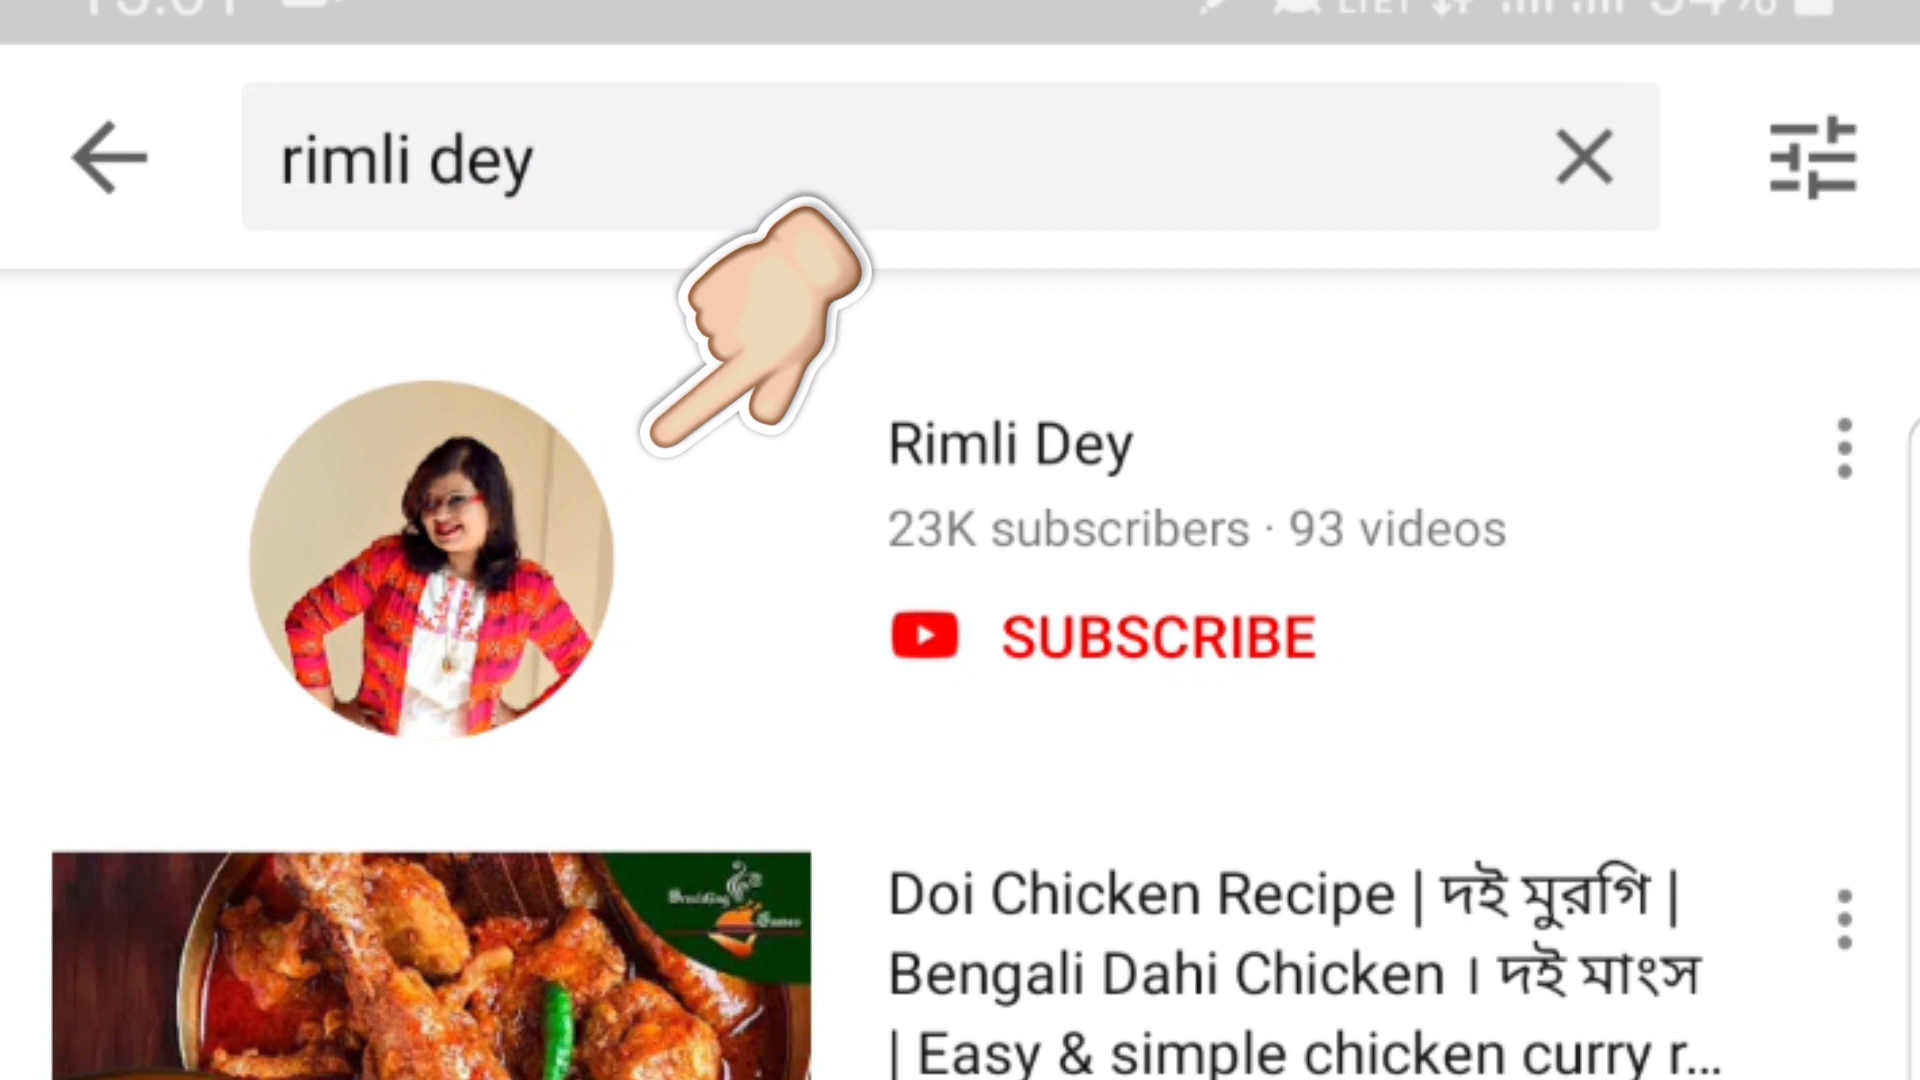 rimli dey
Rimli Dey
23K subscribers · 93 videos
SUBSCRIBE
Doi Chicken Recipe | দই মুরগি |
Bengali Dahi Chicken । দই মাংস
| Easy & simple chicken curry r...